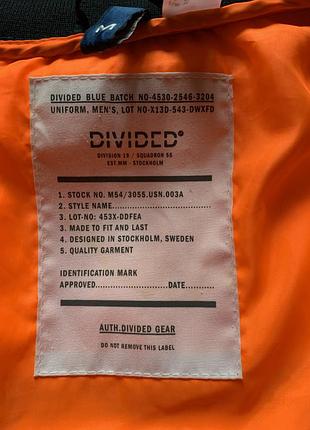 M
DIVIDED BLUE BATCH NO-4530-2546-3204
UNIFORM, MEN'S, LOT NO-X13D-543-DWXFD
DIVIDED°
DIVISION 19 / SQUADRON 55
EST.MM - STOCKHOLM
1. STOCK NO. M54/3055.USN.003A
2. STYLE NAME.........................
3. LOT-NO: 453X-DDFEA
3. MADE TO FIT AND LAST
4. DESIGNED IN STOCKHOLM, SWEDEN
5. QUALITY GARMENT
IDENTIFICATION MARK
APPROVED.............DATE...........
AUTH.DIVIDED GEAR
DO NOT REMOVE THIS LABEL